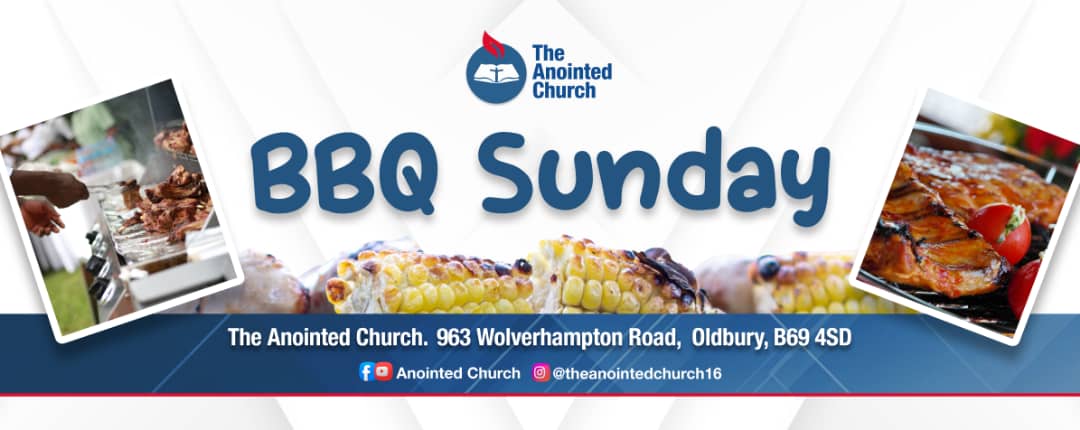 The
Anointed
Church
BBQ Sunday
The Anointed Church. 963 Wolverhampton Road, Oldbury, B69 4SD
Anointed Church @theanointedchurch16